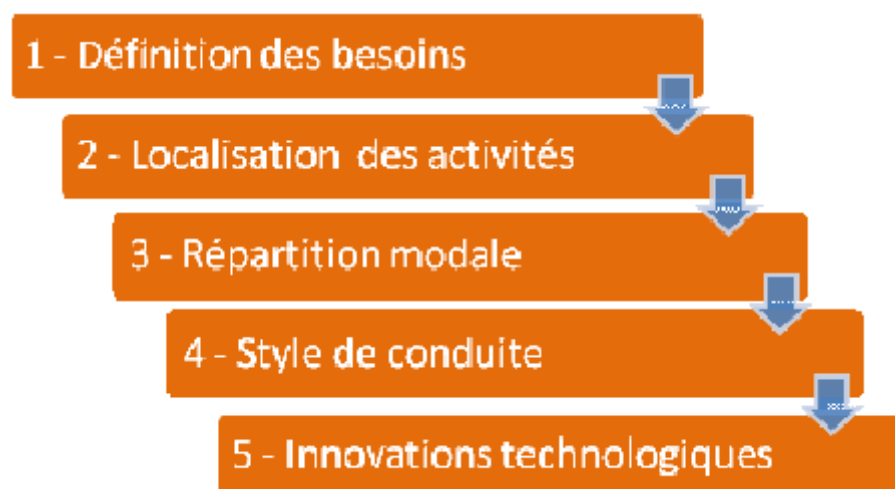 1 - Définition des besoins
2 - Localisation des activités
3 - Répartition modale
4 - Style de conduite
5 - Innovations technologiques